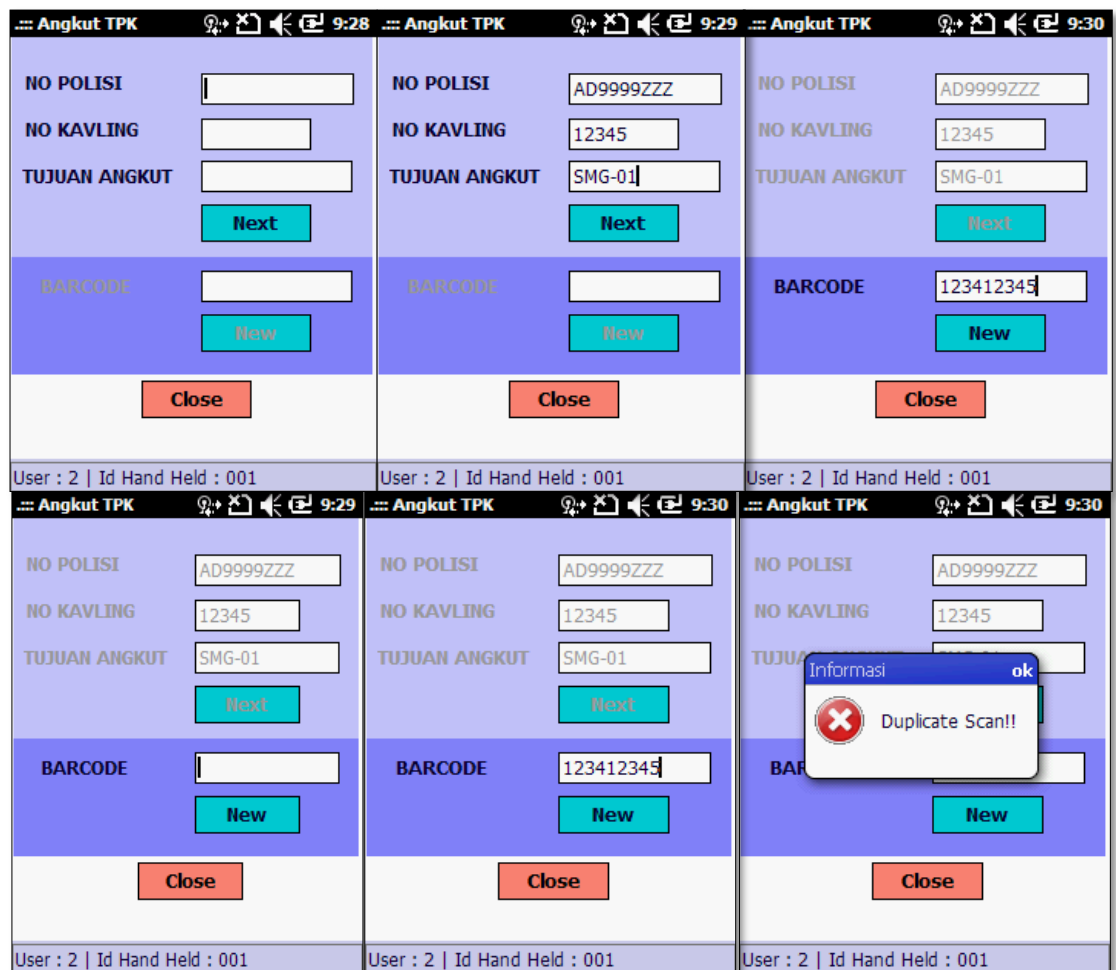 .::: Angkut TPK 9:28
NO POLISI
NO KAVLING
TUJUAN ANGKUT
Next
BARCODE
New
Close
User : 2 | Id Hand Held : 001
.::: Angkut TPK 9:29
NO POLISI AD9999ZZZ
NO KAVLING 12345
TUJUAN ANGKUT SMG-01
Next
BARCODE
New
Close
User : 2 | Id Hand Held : 001
.::: Angkut TPK 9:30
NO POLISI AD9999ZZZ
NO KAVLING 12345
TUJUAN ANGKUT SMG-01
Next
BARCODE 123412345
New
Close
User : 2 | Id Hand Held : 001
.::: Angkut TPK 9:29
NO POLISI AD9999ZZZ
NO KAVLING 12345
TUJUAN ANGKUT SMG-01
Next
BARCODE
New
Close
User : 2 | Id Hand Held : 001
.::: Angkut TPK 9:30
NO POLISI AD9999ZZZ
NO KAVLING 12345
TUJUAN ANGKUT SMG-01
Next
BARCODE 123412345
New
Close
User : 2 | Id Hand Held : 001
.::: Angkut TPK 9:30
NO POLISI AD9999ZZZ
NO KAVLING 12345
Informasi ok
Duplicate Scan!!
New
Close
User : 2 | Id Hand Held : 001